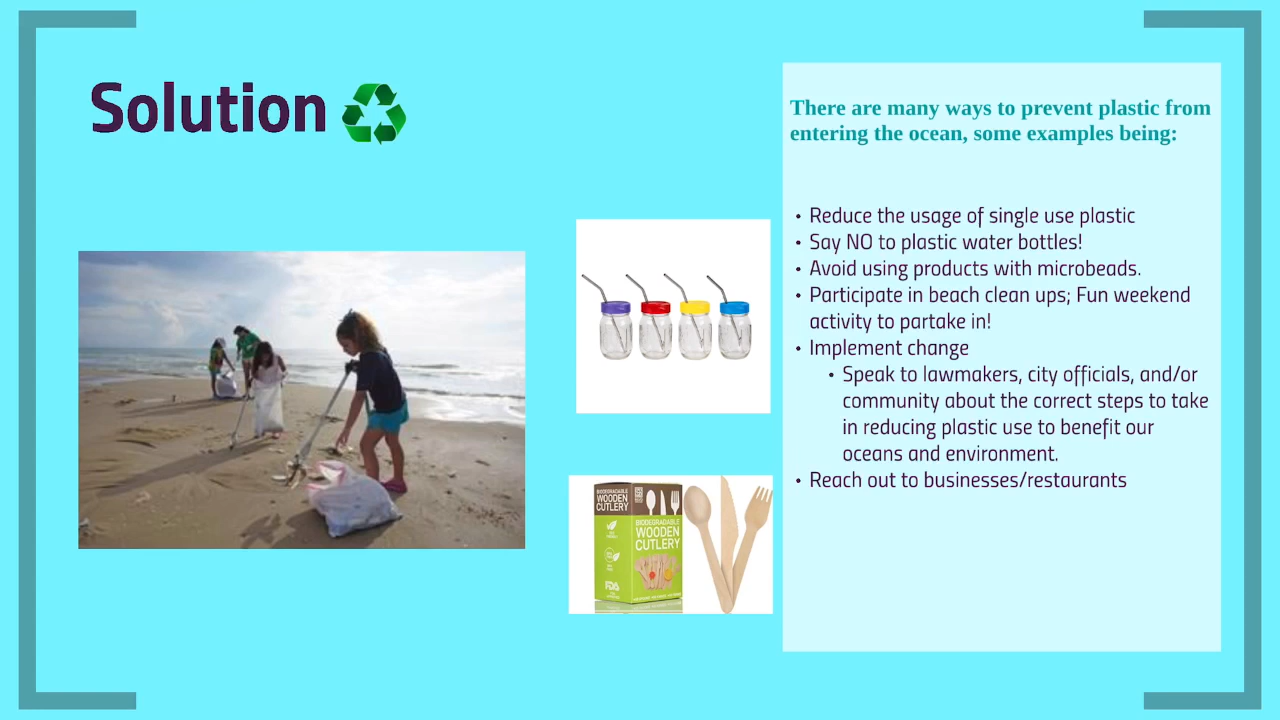 Solution
There are many ways to prevent plastic from
entering the ocean, some examples being:
• Reduce the usage of single use plastic
• Say NO to plastic water bottles!
• Avoid using products with microbeads.
• Participate in beach clean ups; Fun weekend
activity to partake in!
• Implement change
• Speak to lawmakers, city officials, and/or
community about the correct steps to take
in reducing plastic use to benefit our
oceans and environment.
• Reach out to businesses/restaurants
BIODEGRADABLE
WOODEN
CUTLERY
BIODEGRADABLE
WOODEN
CUTLERY
FDA